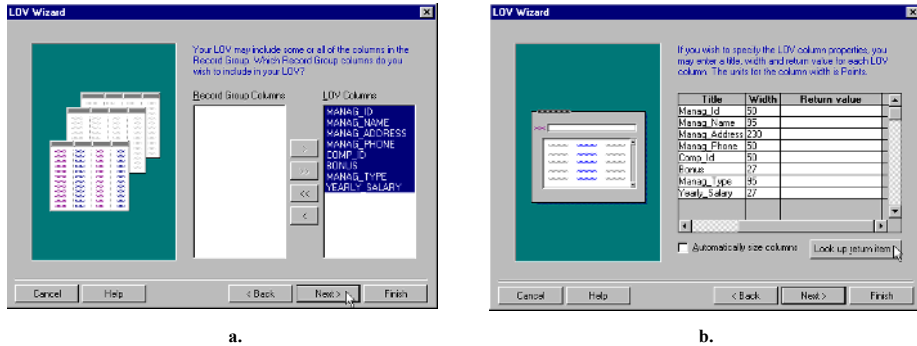 LOV Wizard
Your LOV may include some or all of the columns in the
Record Group. Which Record Group columns do you
wish to include in your LOV?
Record Group Columns
LOV Columns
MANAG_ID
MANAG_NAME
MANAG_ADDRESS
MANAG_PHONE
COMP_ID
BONUS
MANAG_TYPE
YEARLY_SALARY
>
>>
<<
<
Cancel
Help
< Back
Next >
Finish
a.
LOV Wizard
If you wish to specify the LOV column properties, you
may enter a title, width and return value for each LOV
column. The units for the column width is Points.
Title Width Return value
Manag_Id 50
Manag_Name 95
Manag_Address 230
Manag_Phone 50
Comp_Id 50
Bonus 27
Manag_Type 95
Yearly_Salary 27
Automatically size columns
Look up return item
Cancel
Help
< Back
Next >
Finish
b.